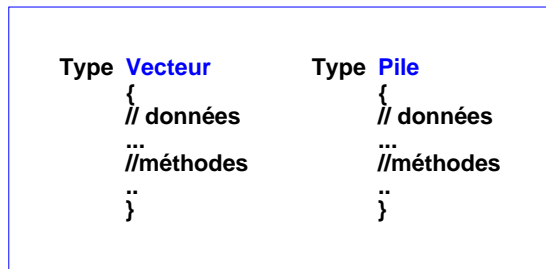 Type Vecteur
{
// données
...
//méthodes
..
}
Type Pile
{
// données
...
//méthodes
..
}